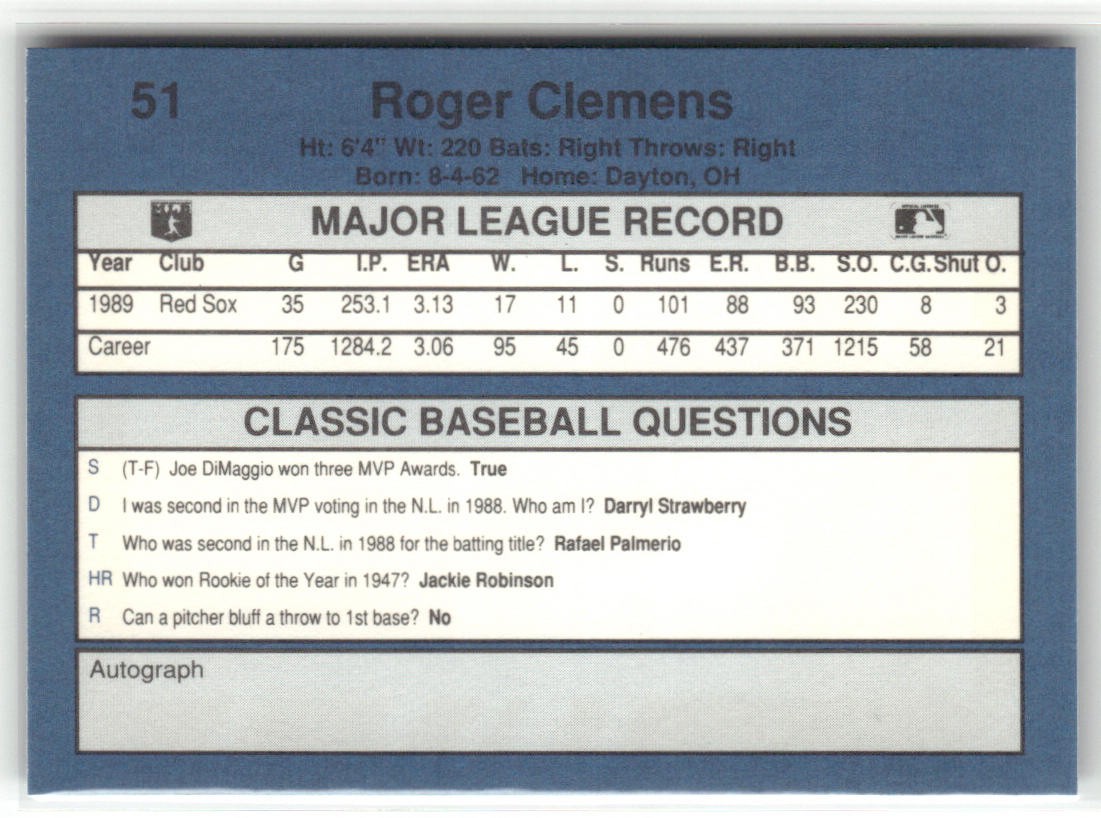 51 Roger Clemens
Ht: 6'4" Wt: 220 Bats: Right Throws: Right
Born: 8-4-62 Home: Dayton, OH
MAJOR LEAGUE RECORD
Year Club G I.P. ERA W. L. S. Runs E.R. B.B. S.O. C.G. Shut O.
1989 Red Sox 35 253.1 3.13 17 11 0 101 88 93 230 8 3
Career 175 1284.2 3.06 95 45 0 476 437 371 1215 58 21
CLASSIC BASEBALL QUESTIONS
S (T-F) Joe DiMaggio won three MVP Awards. True
D I was second in the MVP voting in the N.L. in 1988. Who am I? Darryl Strawberry
T Who was second in the N.L. in 1988 for the batting title? Rafael Palmerio
HR Who won Rookie of the Year in 1947? Jackie Robinson
R Can a pitcher bluff a throw to 1st base? No
Autograph